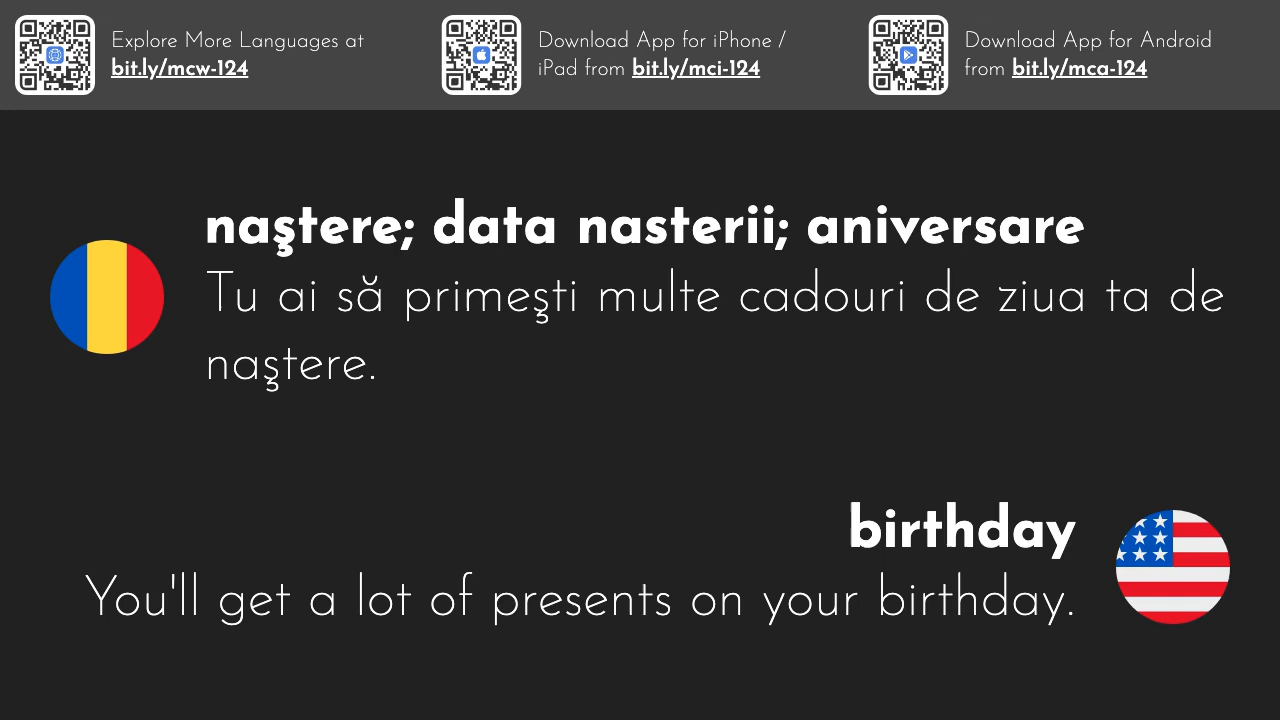 Explore More Languages at
bit.ly/mcw-124
Download App for iPhone /
iPad from bit.ly/mci-124
Download App for Android
from bit.ly/mca-124
naştere; data nasterii; aniversare
Tu ai să primeşti multe cadouri de ziua ta de
naştere.
birthday
You'll get a lot of presents on your birthday.